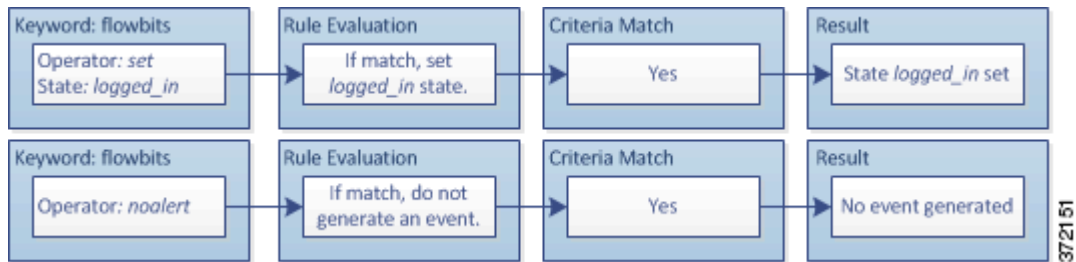 Keyword: flowbits
Operator: set
State: logged_in
Rule Evaluation
If match, set
logged_in state.
Criteria Match
Yes
Result
State logged_in set
Keyword: flowbits
Operator: noalert
Rule Evaluation
If match, do not
generate an event.
Criteria Match
Yes
Result
No event generated
372151